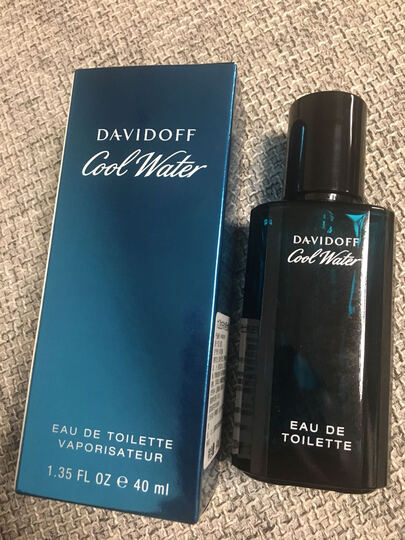 DAVIDOFF
Cool Water
EAU DE TOILETTE
VAPORISATEUR
1.35 FL OZ ℮ 40 ml
DAVIDOFF
Cool Water
EAU DE
TOILETTE